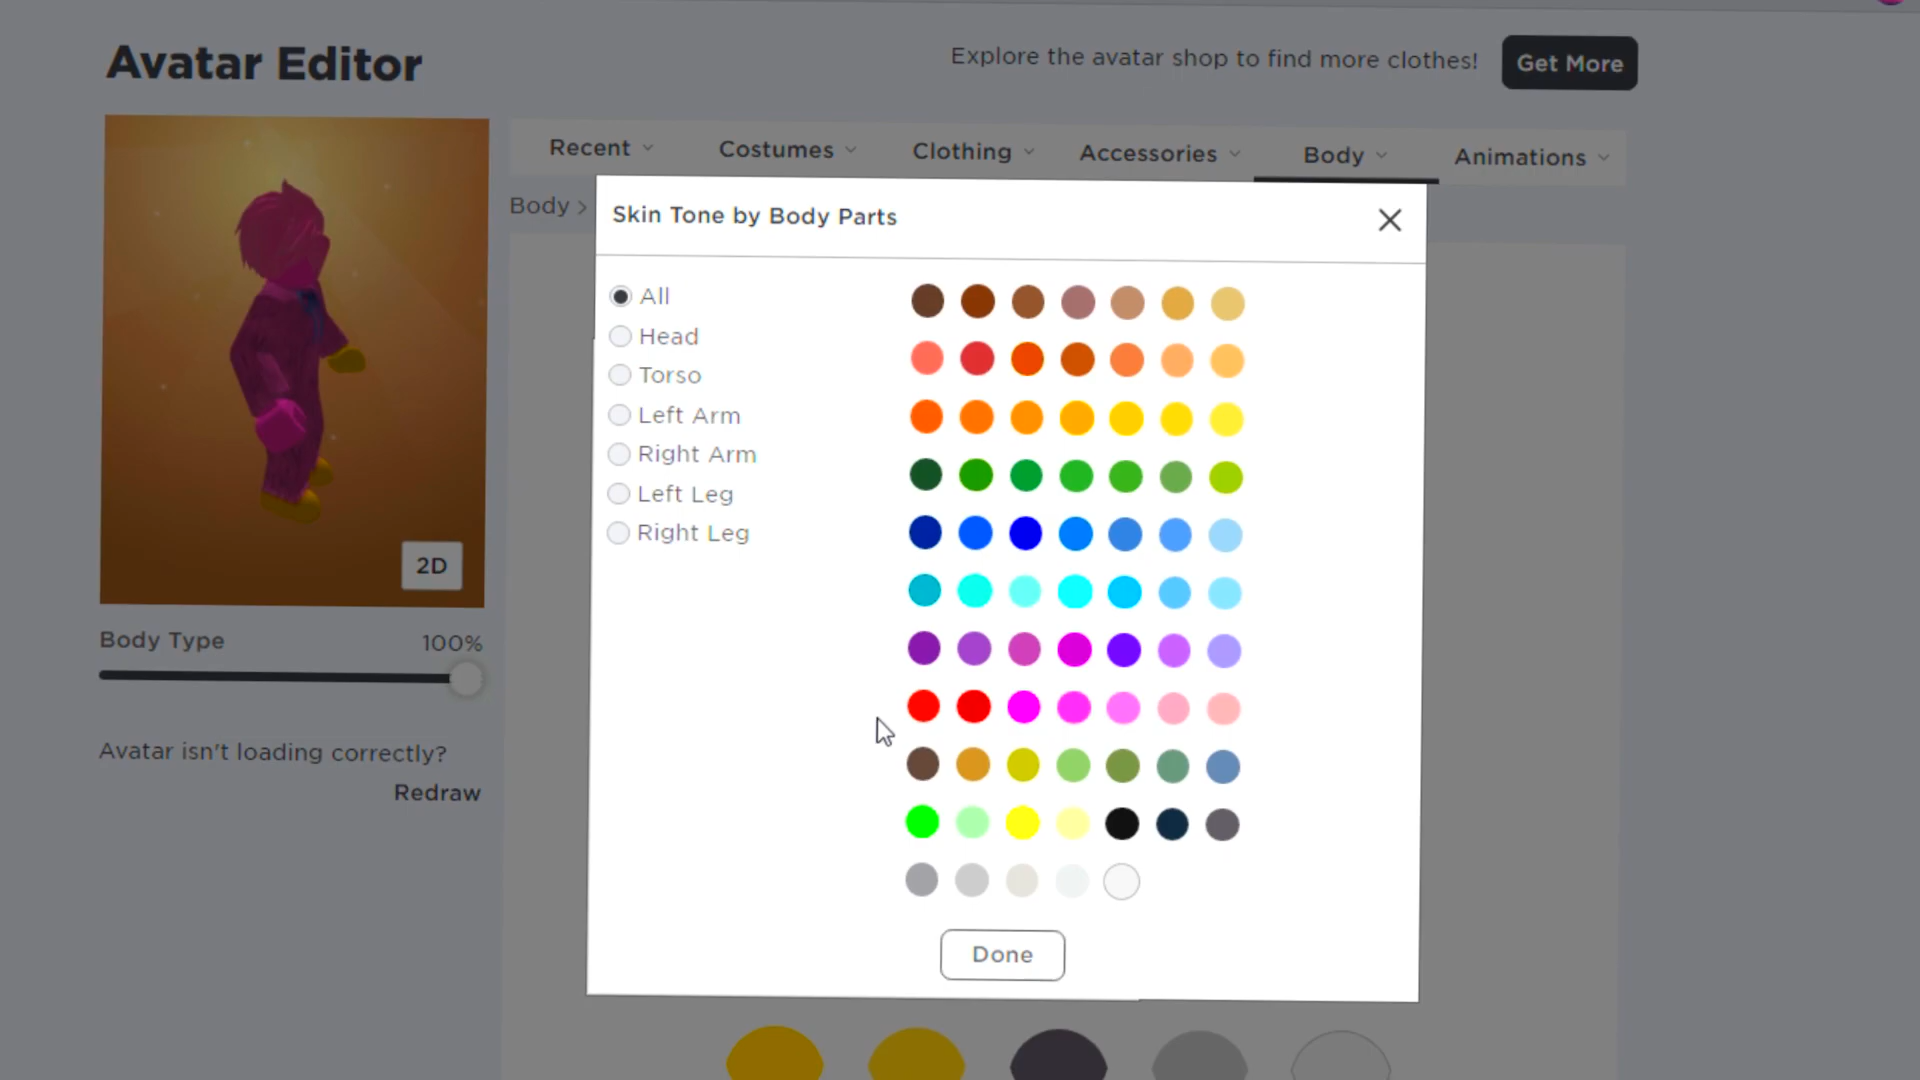 Avatar Editor
Explore the avatar shop to find more clothes!
Get More
Recent
Costumes
Clothing
Accessories
Body
Animations
Body >
Skin Tone by Body Parts
All
Head
Torso
Left Arm
Right Arm
Left Leg
Right Leg
2D
Body Type
100%
Avatar isn't loading correctly?
Redraw
Done